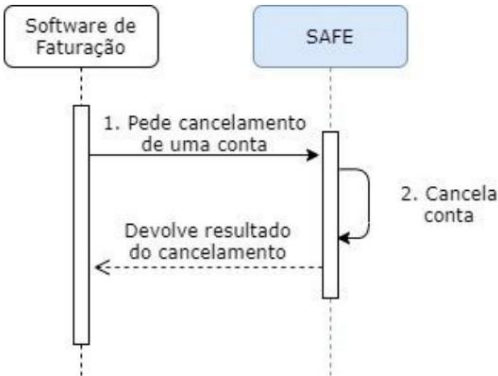 Software de
Faturação
SAFE
1. Pede cancelamento
de uma conta
2. Cancela
conta
Devolve resultado
do cancelamento